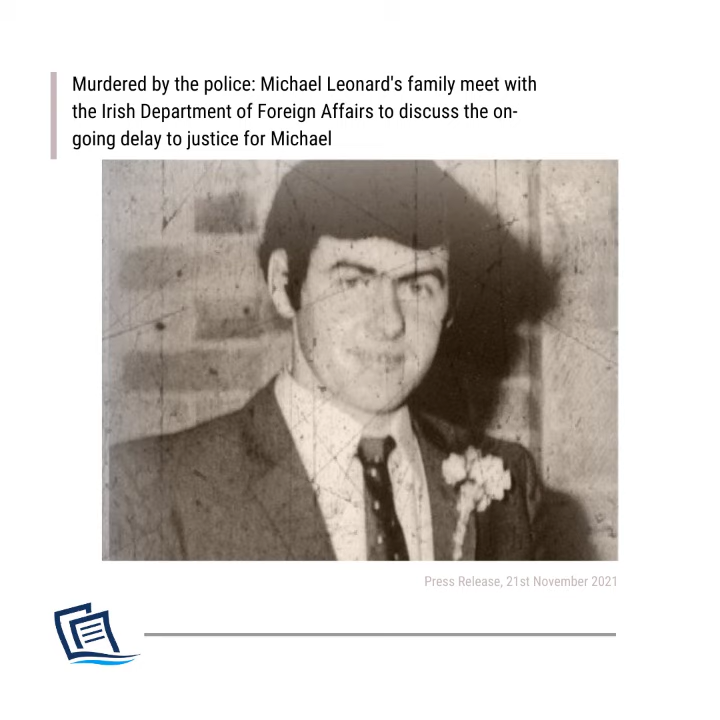 Murdered by the police: Michael Leonard's family meet with
the Irish Department of Foreign Affairs to discuss the on-
going delay to justice for Michael
Press Release, 21st November 2021